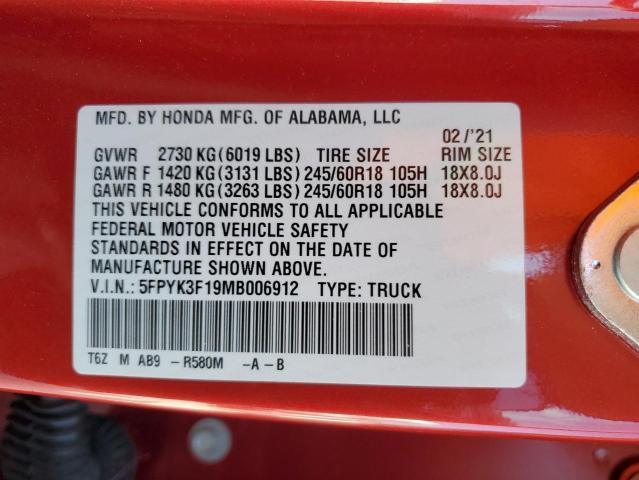 MFD. BY HONDA MFG. OF ALABAMA, LLC
02/'21
GVWR 2730 KG (6019 LBS) TIRE SIZE RIM SIZE
GAWR F 1420 KG (3131 LBS) 245/60R18 105H 18X8.0J
GAWR R 1480 KG (3263 LBS) 245/60R18 105H 18X8.0J
THIS VEHICLE CONFORMS TO ALL APPLICABLE
FEDERAL MOTOR VEHICLE SAFETY
STANDARDS IN EFFECT ON THE DATE OF
MANUFACTURE SHOWN ABOVE.
V.I.N.: 5FPYK3F19MB006912 TYPE: TRUCK
T6Z M AB9 -R580M -A-B